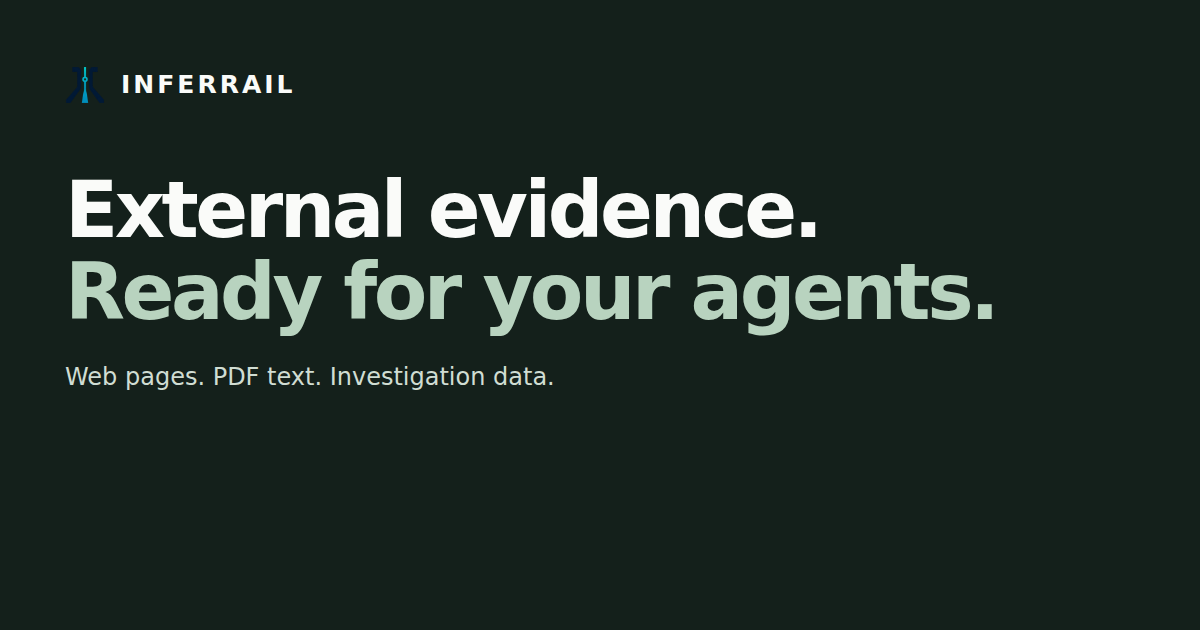 INFERRAIL
External evidence.
Ready for your agents.
Web pages. PDF text. Investigation data.